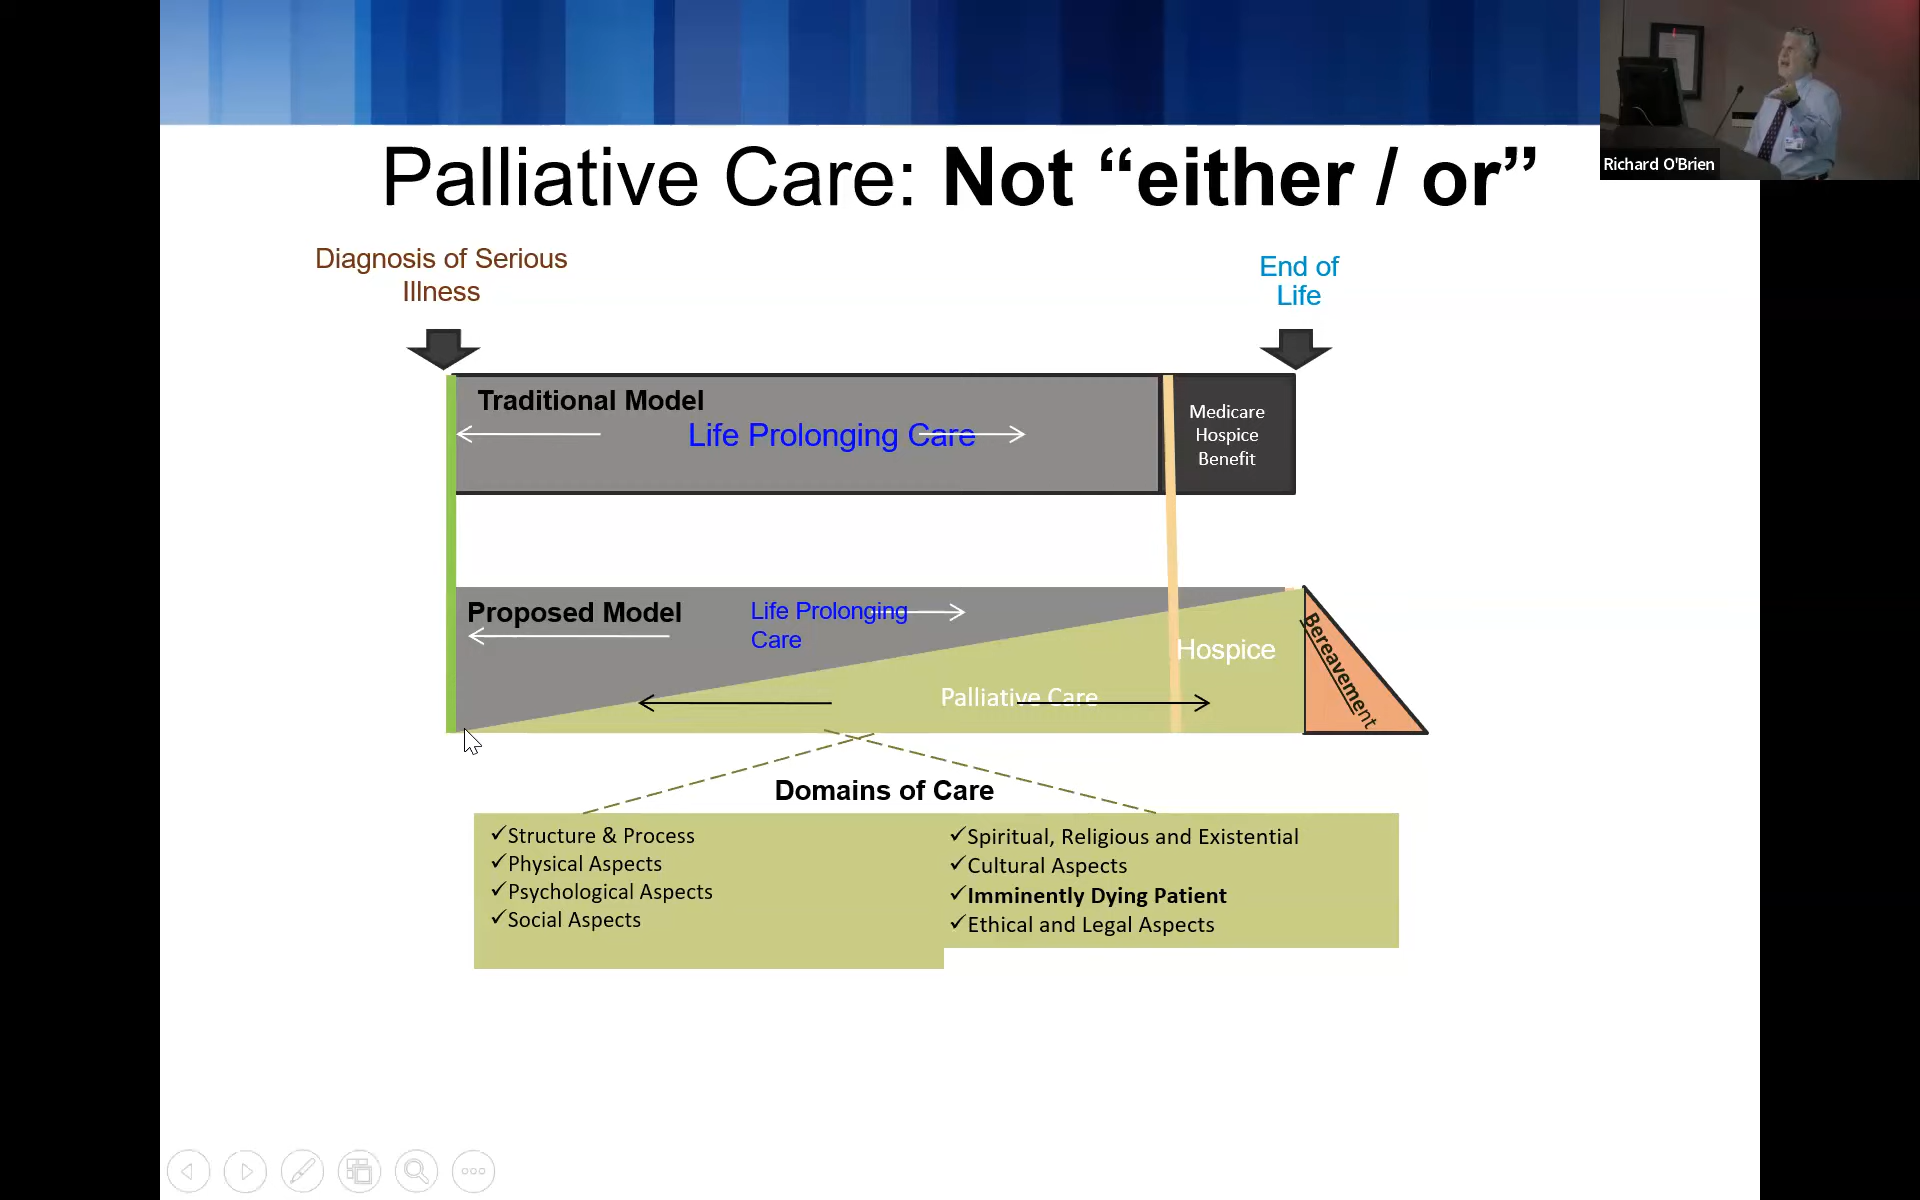 Palliative Care: Not “either / or”
Richard O'Brien
Diagnosis of Serious
Illness
End of
Life
Traditional Model
Life Prolonging Care
Medicare
Hospice
Benefit
Proposed Model
Life Prolonging
Care
Hospice
Palliative Care
Bereavement
Domains of Care
✓Structure & Process
✓Physical Aspects
✓Psychological Aspects
✓Social Aspects
✓Spiritual, Religious and Existential
✓Cultural Aspects
✓Imminently Dying Patient
✓Ethical and Legal Aspects